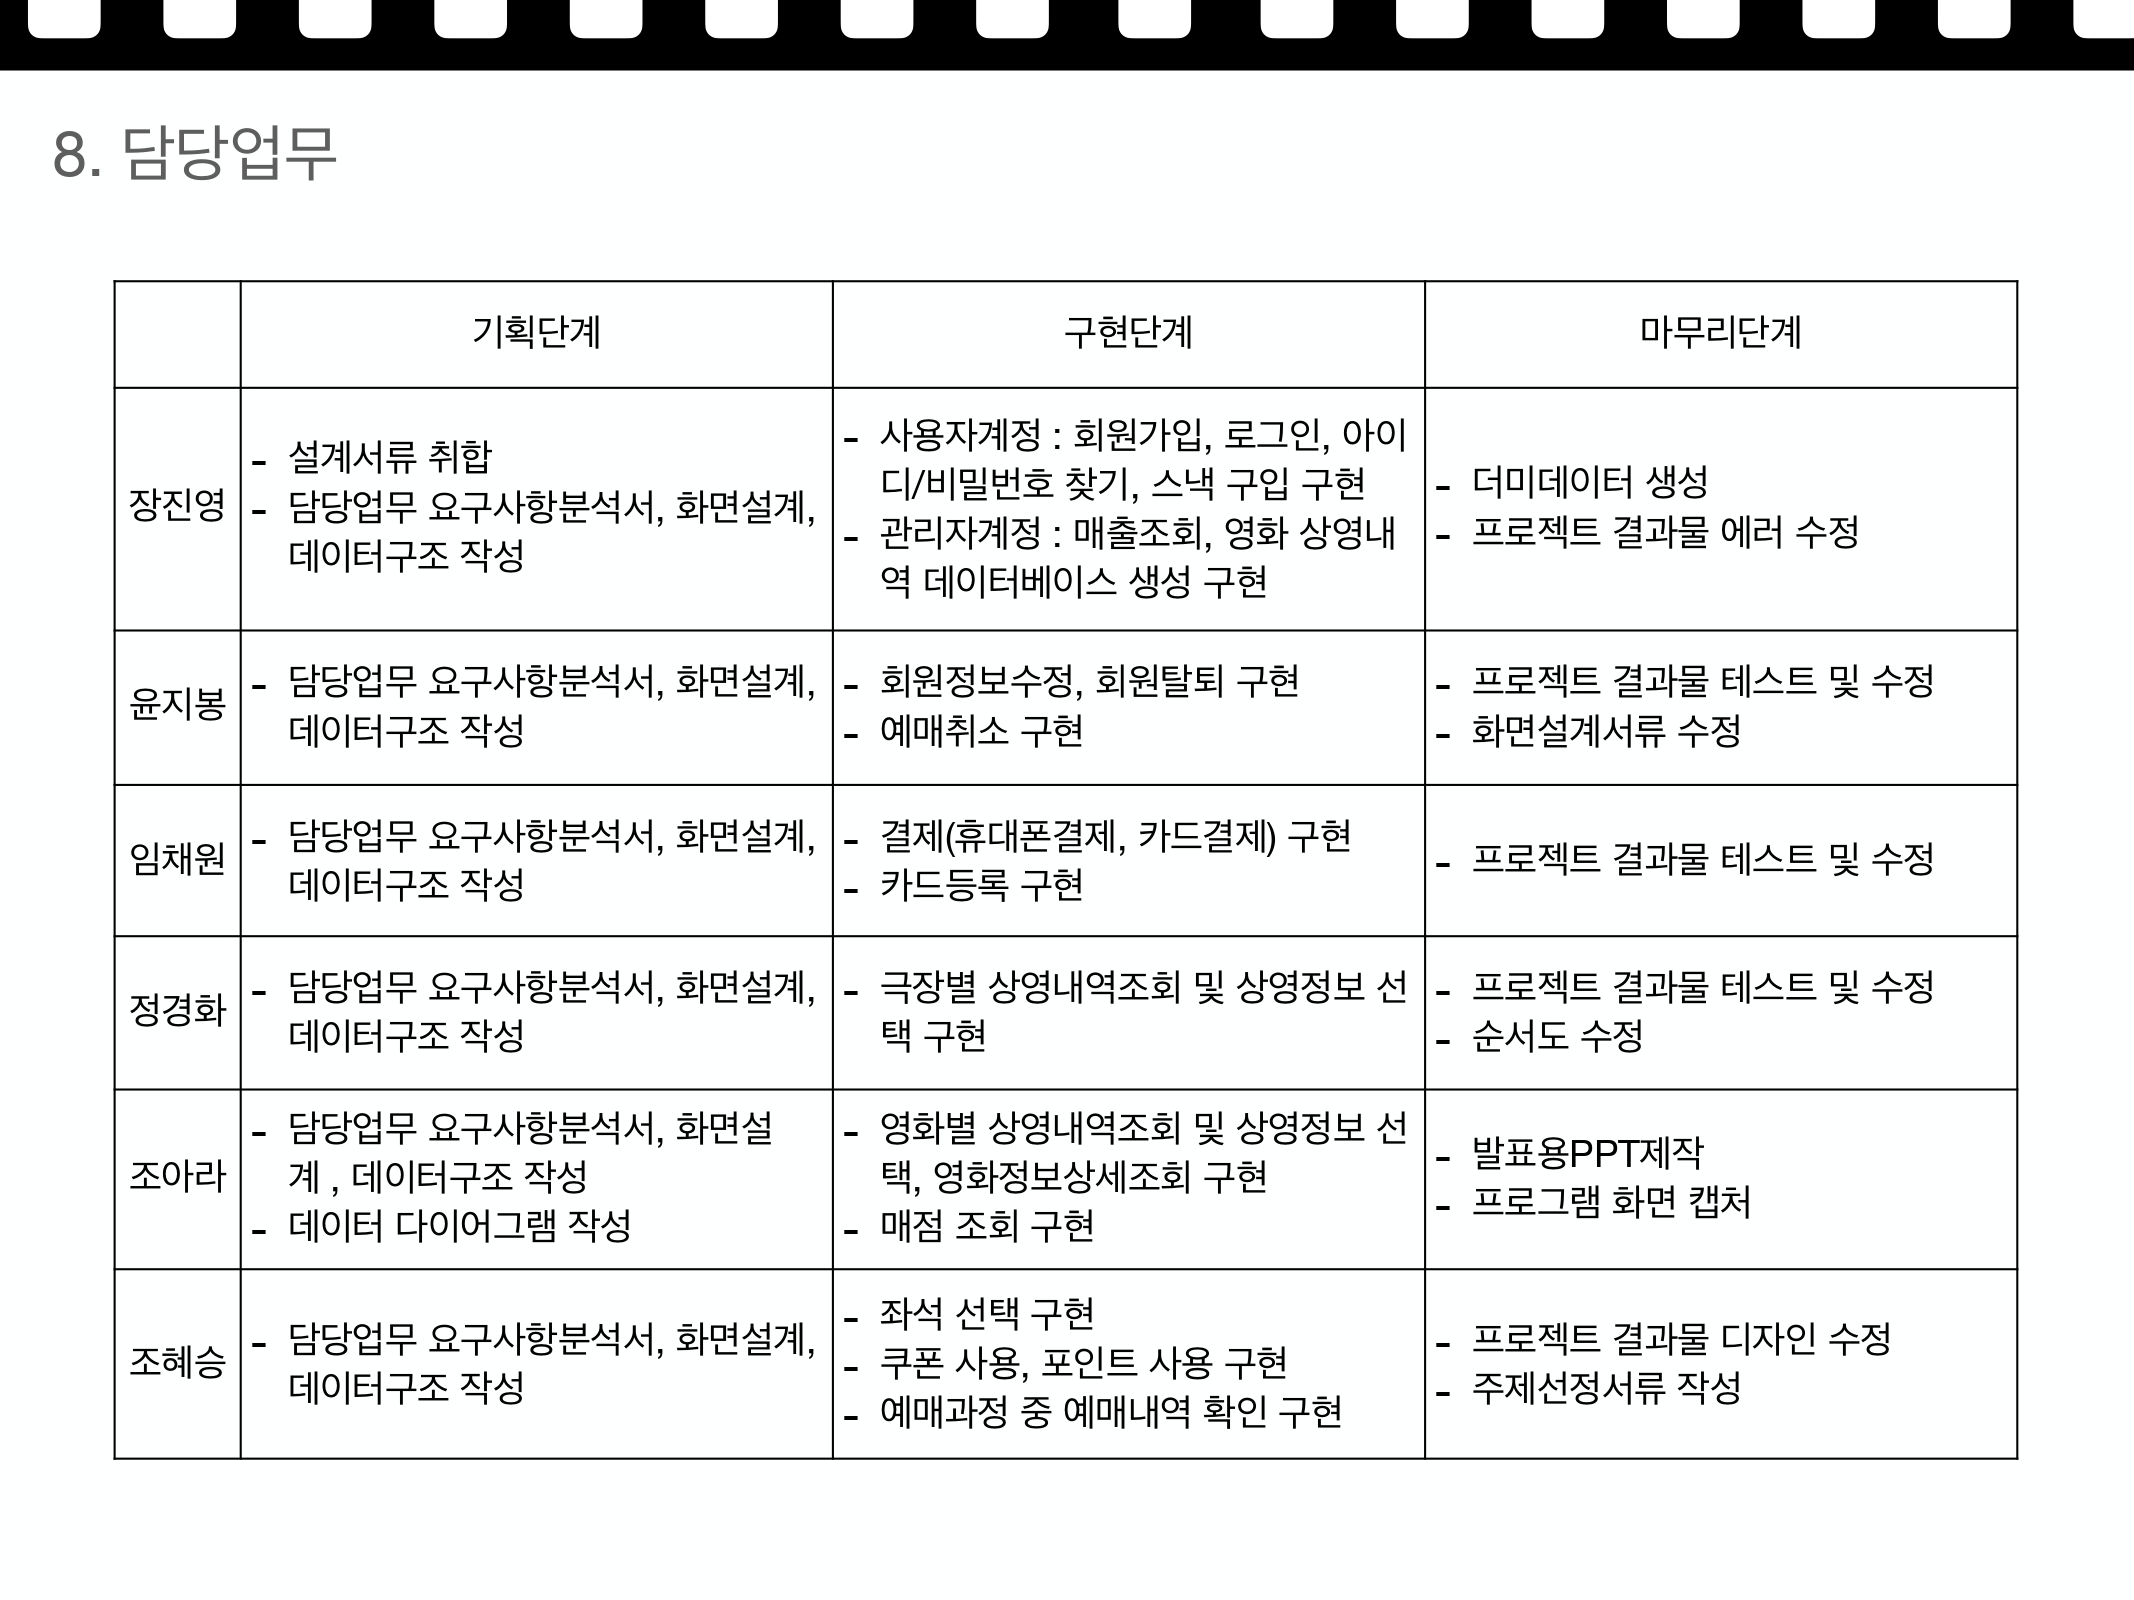 8. 담당업무
기획단계
구현단계
마무리단계
장진영
- 설계서류 취합
- 담당업무 요구사항분석서, 화면설계,
데이터구조 작성
- 사용자계정 : 회원가입, 로그인, 아이
디/비밀번호 찾기, 스낵 구입 구현
- 관리자계정 : 매출조회, 영화 상영내
역 데이터베이스 생성 구현
- 더미데이터 생성
- 프로젝트 결과물 에러 수정
윤지봉
- 담당업무 요구사항분석서, 화면설계,
데이터구조 작성
- 회원정보수정, 회원탈퇴 구현
- 예매취소 구현
- 프로젝트 결과물 테스트 및 수정
- 화면설계서류 수정
임채원
- 담당업무 요구사항분석서, 화면설계,
데이터구조 작성
- 결제(휴대폰결제, 카드결제) 구현
- 카드등록 구현
- 프로젝트 결과물 테스트 및 수정
정경화
- 담당업무 요구사항분석서, 화면설계,
데이터구조 작성
- 극장별 상영내역조회 및 상영정보 선
택 구현
- 프로젝트 결과물 테스트 및 수정
- 순서도 수정
조아라
- 담당업무 요구사항분석서, 화면설
계 , 데이터구조 작성
- 데이터 다이어그램 작성
- 영화별 상영내역조회 및 상영정보 선
택, 영화정보상세조회 구현
- 매점 조회 구현
- 발표용PPT제작
- 프로그램 화면 캡처
조혜승
- 담당업무 요구사항분석서, 화면설계,
데이터구조 작성
- 좌석 선택 구현
- 쿠폰 사용, 포인트 사용 구현
- 예매과정 중 예매내역 확인 구현
- 프로젝트 결과물 디자인 수정
- 주제선정서류 작성